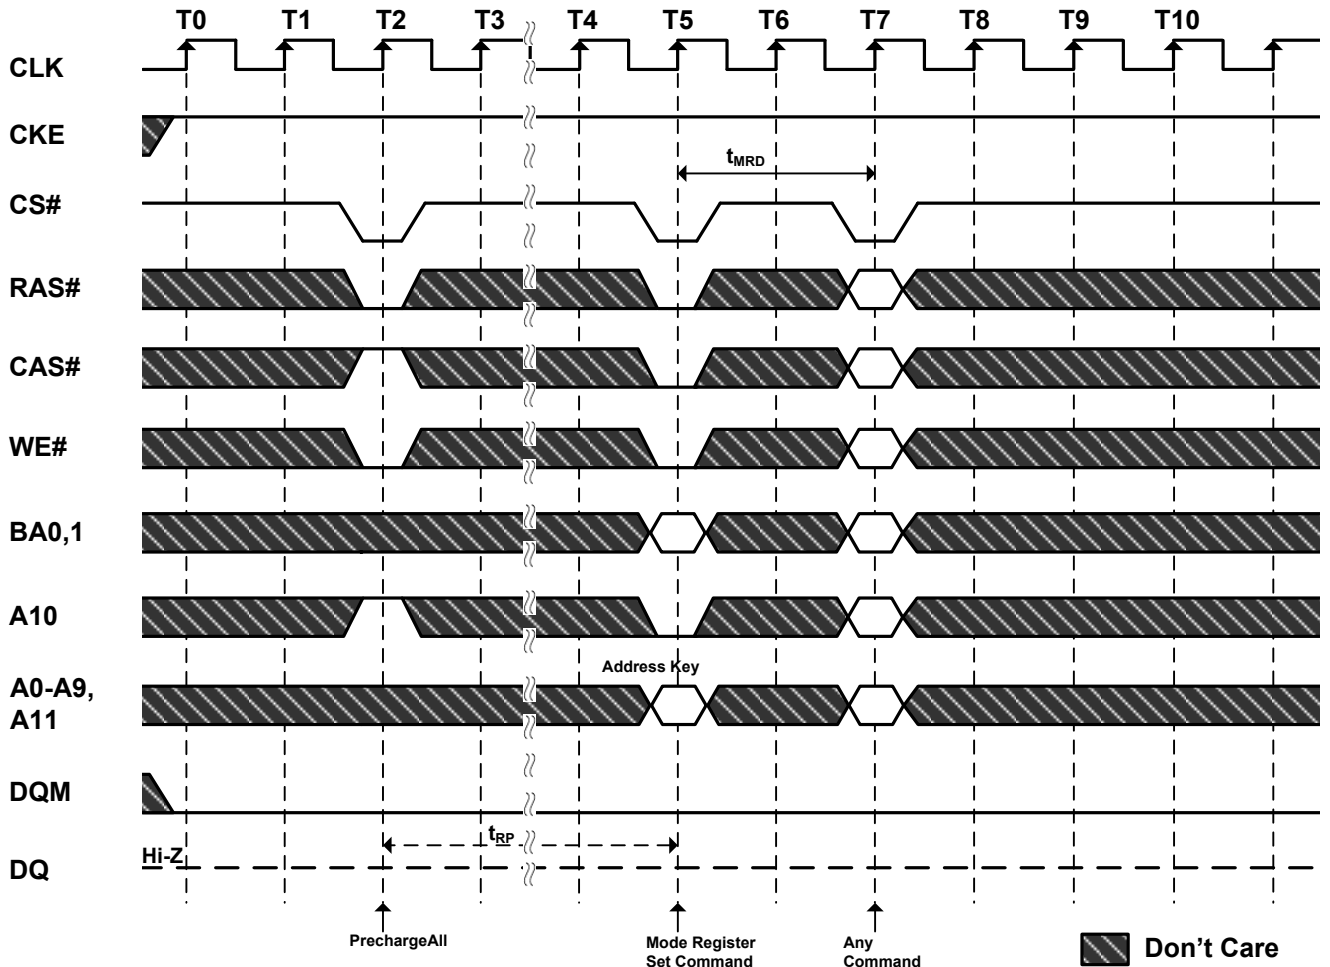 T0 T1 T2 T3 T4 T5 T6 T7 T8 T9 T10
CLK
CKE
tMRD
CS#
RAS#
CAS#
WE#
BA0,1
A10
Address Key
A0-A9,
A11
DQM
tRP
Hi-Z
DQ
PrechargeAll
Mode Register
Set Command
Any
Command
Don't Care